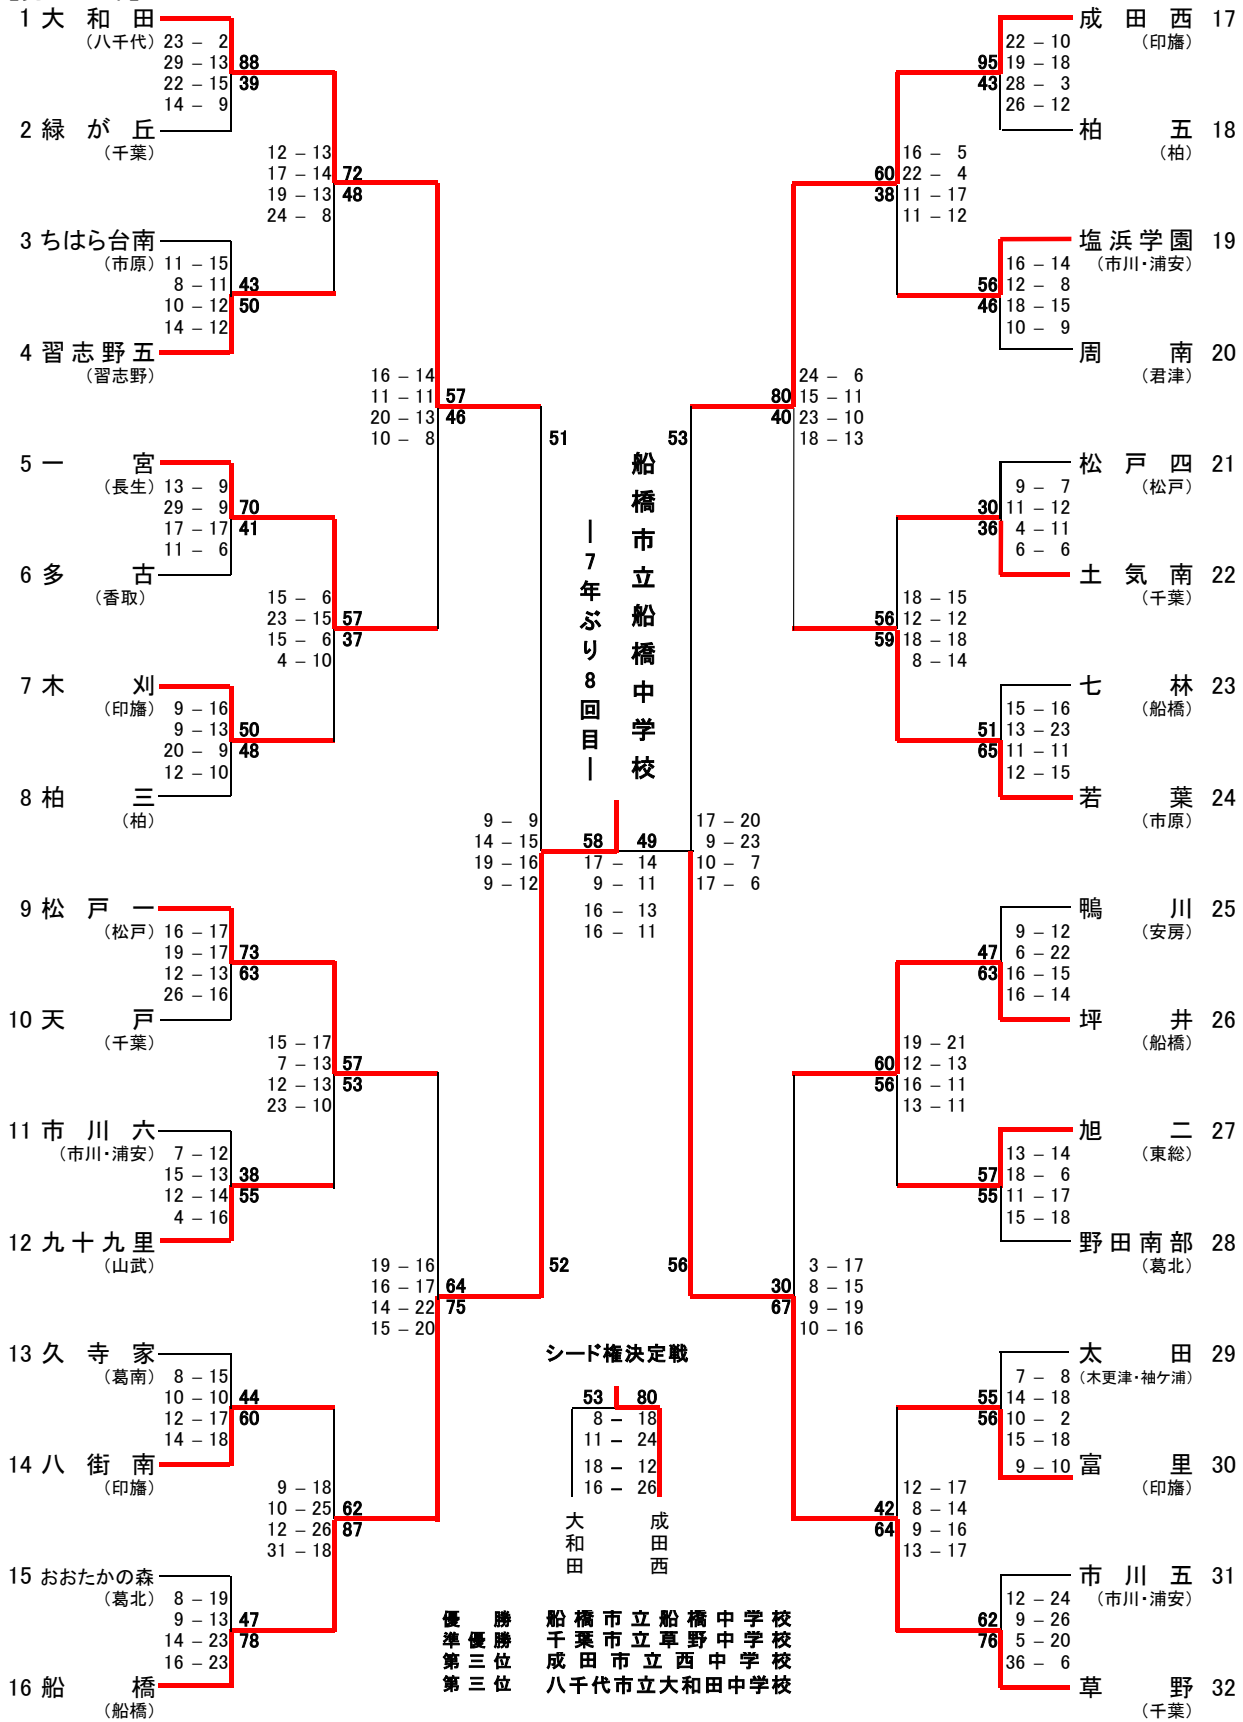 1 大和田
(八千代)
23 – 2
29 – 13
22 – 15
14 – 9
88
39
2 緑が丘
(千葉)
12 – 13
17 – 14
19 – 13
24 – 8
72
48
3 ちはら台南
(市原)
11 – 15
8 – 11
10 – 12
14 – 12
43
50
4 習志野五
(習志野)
16 – 14
11 – 11
20 – 13
10 – 8
57
46
5 一宮
(長生)
13 – 9
29 – 9
17 – 17
11 – 6
70
41
6 多古
(香取)
15 – 6
23 – 15
15 – 6
4 – 10
57
37
7 木刈
(印旛)
9 – 16
9 – 13
20 – 9
12 – 10
50
48
8 柏三
(柏)
9 – 9
14 – 15
19 – 16
9 – 12
51
52
9 松戸一
(松戸)
16 – 17
19 – 17
12 – 13
26 – 16
73
63
10 天戸
(千葉)
15 – 17
7 – 13
12 – 13
23 – 10
57
53
11 市川六
(市川・浦安)
7 – 12
15 – 13
12 – 14
4 – 16
38
55
12 九十九里
(山武)
19 – 16
16 – 17
14 – 22
15 – 20
64
75
13 久寺家
(葛南)
8 – 15
10 – 10
12 – 17
14 – 18
44
60
14 八街南
(印旛)
9 – 18
10 – 25
12 – 26
31 – 18
62
87
15 おおたかの森
(葛北)
8 – 19
9 – 13
14 – 23
16 – 23
47
78
16 船橋
(船橋)
船橋市立船橋中学校
―7年ぶり8回目―
58 49
17 – 14
9 – 11
16 – 13
16 – 11
成田西 17
(印旛)
22 – 10
19 – 18
28 – 3
26 – 12
95
43
柏五 18
(柏)
16 – 5
22 – 4
11 – 17
11 – 12
60
38
塩浜学園 19
(市川・浦安)
16 – 14
12 – 8
18 – 15
10 – 9
56
46
周南 20
(君津)
24 – 6
15 – 11
23 – 10
18 – 13
80
40
松戸四 21
(松戸)
9 – 7
11 – 12
4 – 11
6 – 6
30
36
土気南 22
(千葉)
18 – 15
12 – 12
18 – 18
8 – 14
56
59
七林 23
(船橋)
15 – 16
13 – 23
11 – 11
12 – 15
51
65
若葉 24
(市原)
17 – 20
9 – 23
10 – 7
17 – 6
53
56
鴨川 25
(安房)
9 – 12
6 – 22
16 – 15
16 – 14
47
63
坪井 26
(船橋)
19 – 21
12 – 13
16 – 11
13 – 11
60
56
旭二 27
(東総)
13 – 14
18 – 6
11 – 17
15 – 18
57
55
野田南部 28
(葛北)
3 – 17
8 – 15
9 – 19
10 – 16
30
67
太田 29
(木更津・袖ケ浦)
7 – 8
14 – 18
10 – 2
15 – 18
9 – 10
55
56
富里 30
(印旛)
12 – 17
8 – 14
9 – 16
13 – 17
42
64
市川五 31
(市川・浦安)
12 – 24
9 – 26
5 – 20
36 – 6
62
76
草野 32
(千葉)
シード権決定戦
53 80
8 – 18
11 – 24
18 – 12
16 – 26
大和田
成田西
優勝 船橋市立船橋中学校
準優勝 千葉市立草野中学校
第三位 成田市立西中学校
第三位 八千代市立大和田中学校